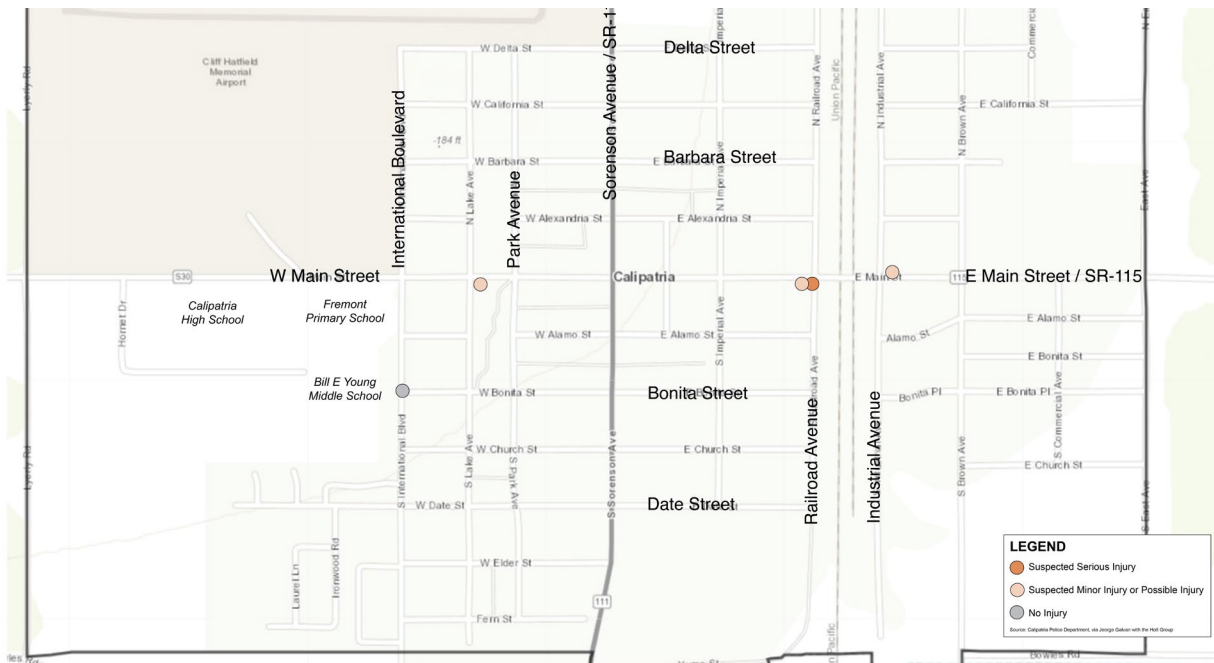 Cliff Hatfield
Memorial
Airport
W Delta St
Delta Street
W California St
E California St
-184 ft
W Barbara St
Barbara Street
Lyerly Rd
International Boulevard
N Lake Ave
Park Avenue
Sorenson Avenue / SR-1
N Imperial
N Railroad Ave
Union Pacific
N Industrial Ave
N Brown Ave
Commercial
East Ave
W Alexandria St
E Alexandria St
S30
W Main Street
Calipatria
E Main St
115
E Main Street / SR-115
Calipatria
High School
Fremont
Primary School
Hornet Dr
W Alamo St
E Alamo St
S Imperial Ave
Alamo St
E Alamo St
E Bonita St
Bill E Young
Middle School
W Bonita St
Bonita Street
Bonita Pl
E Bonita Pl
S Commercial Ave
Railroad Avenue
Industrial Avenue
Lyerly Rd
S International Blvd
S Lake Ave
S Park Ave
S Sorenson Ave
S Brown Ave
S East Ave
W Church St
E Church St
E Church St
W Date St
Date Street
Laurel Ln
Ironwood Rd
W Elder St
111
Fern St
Bowles Rd
LEGEND
Suspected Serious Injury
Suspected Minor Injury or Possible Injury
No Injury
Source: Calipatria Police Department, via Jeorge Galvan with the Holt Group